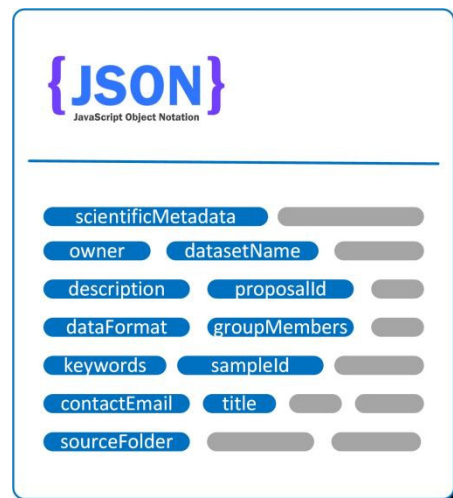 {JSON}
JavaScript Object Notation
scientificMetadata
owner datasetName
description proposalId
dataFormat groupMembers
keywords sampleId
contactEmail title
sourceFolder